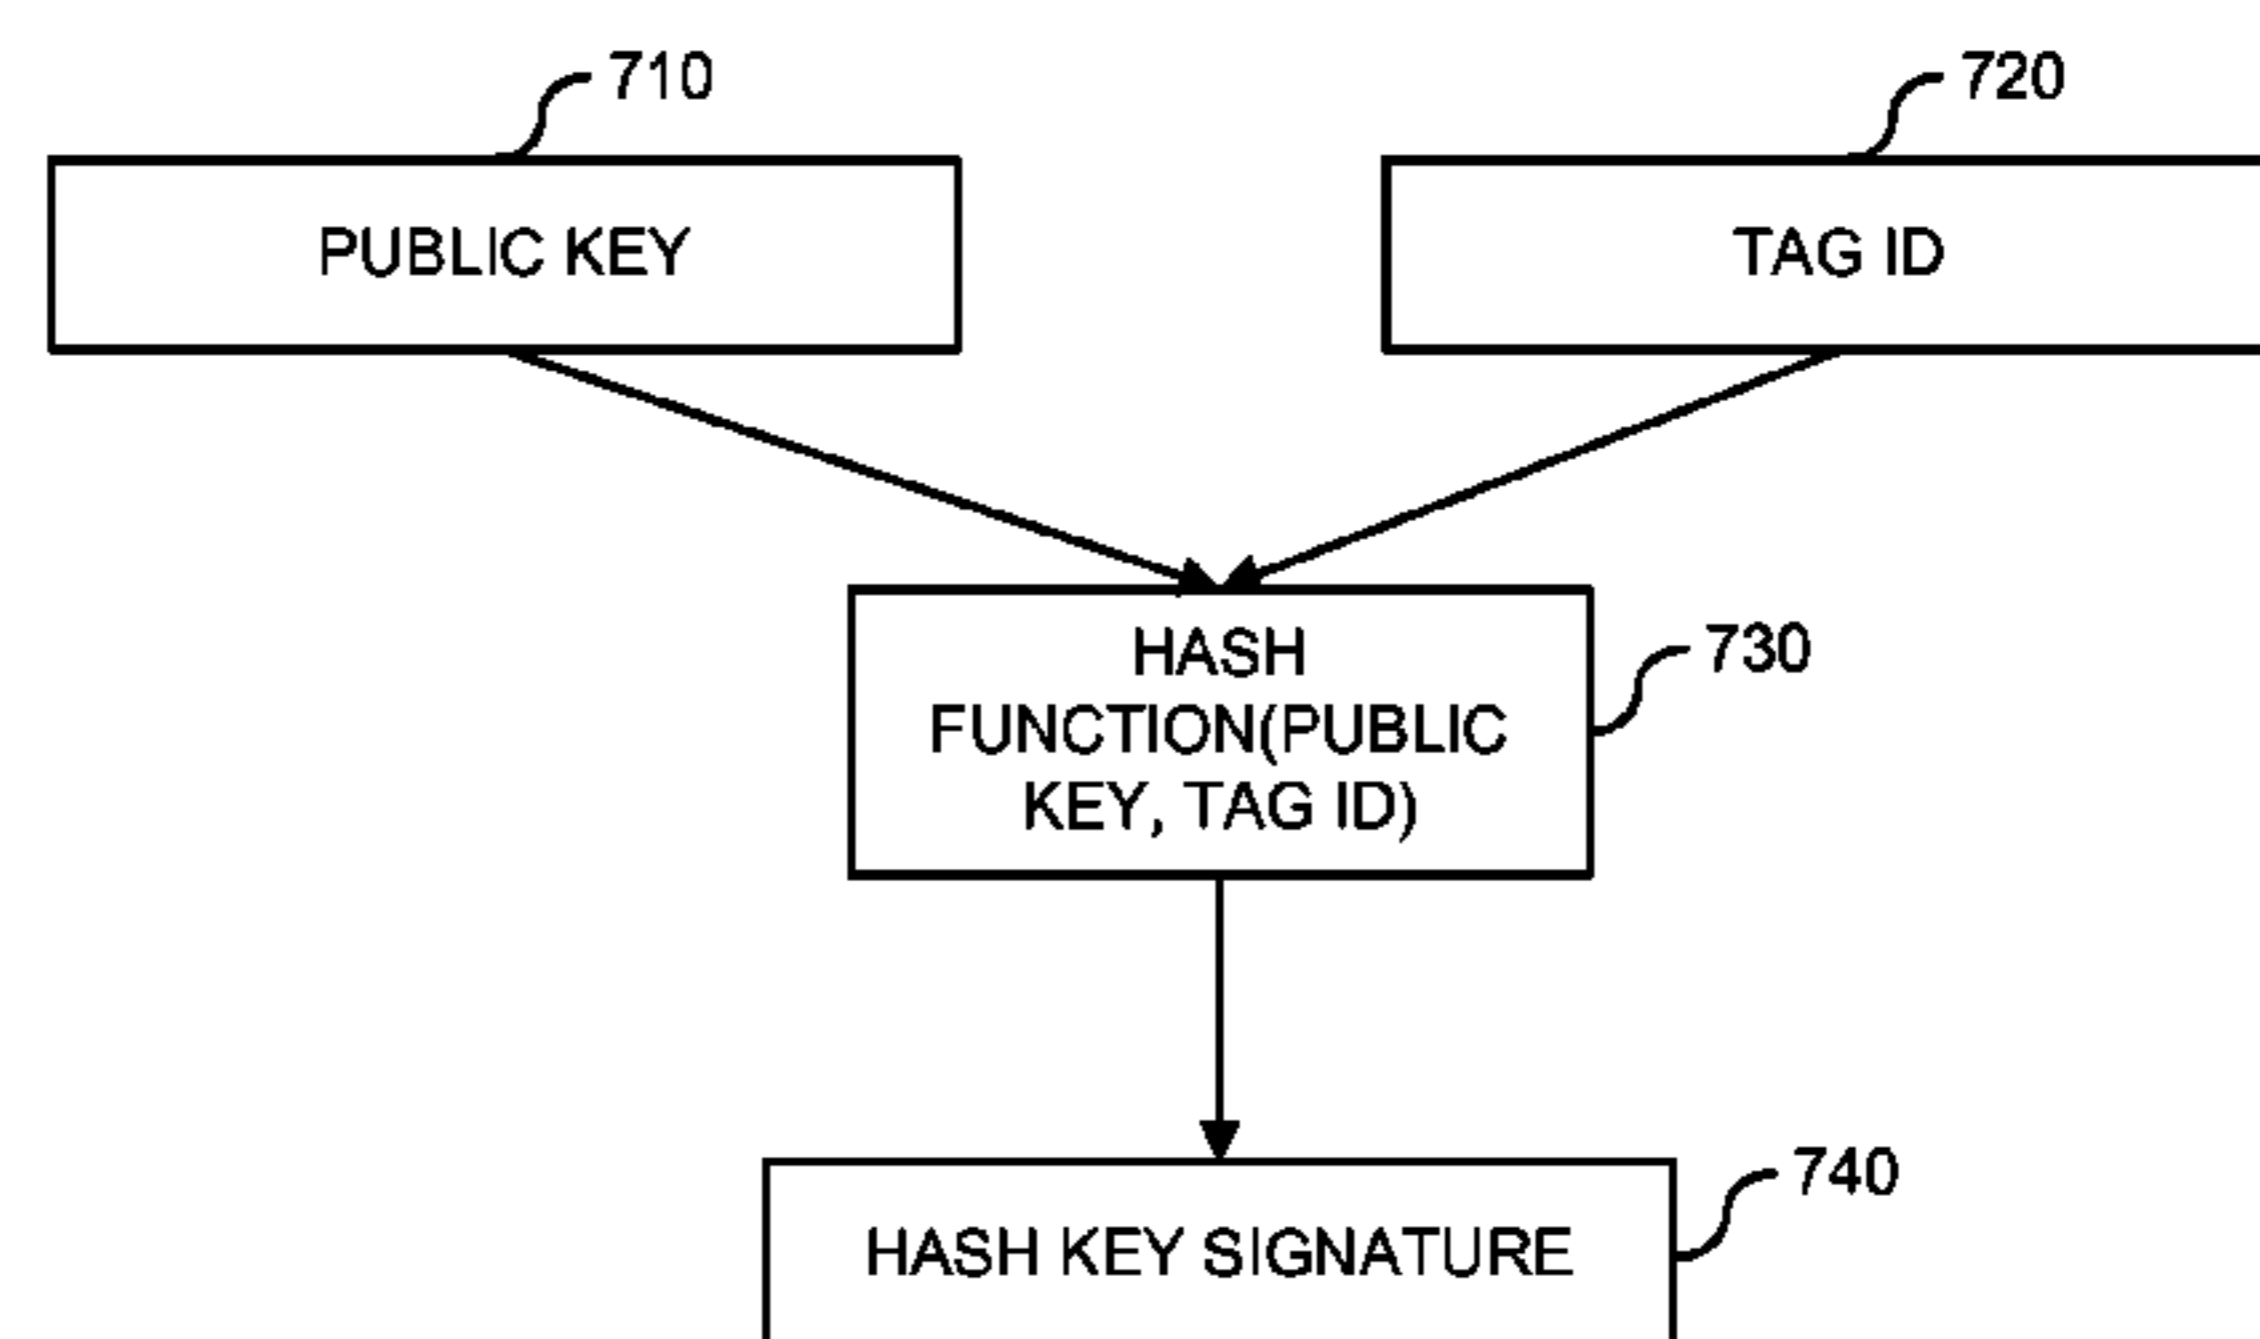 710
720
PUBLIC KEY
TAG ID
HASH
FUNCTION(PUBLIC
KEY, TAG ID)
730
HASH KEY SIGNATURE
740